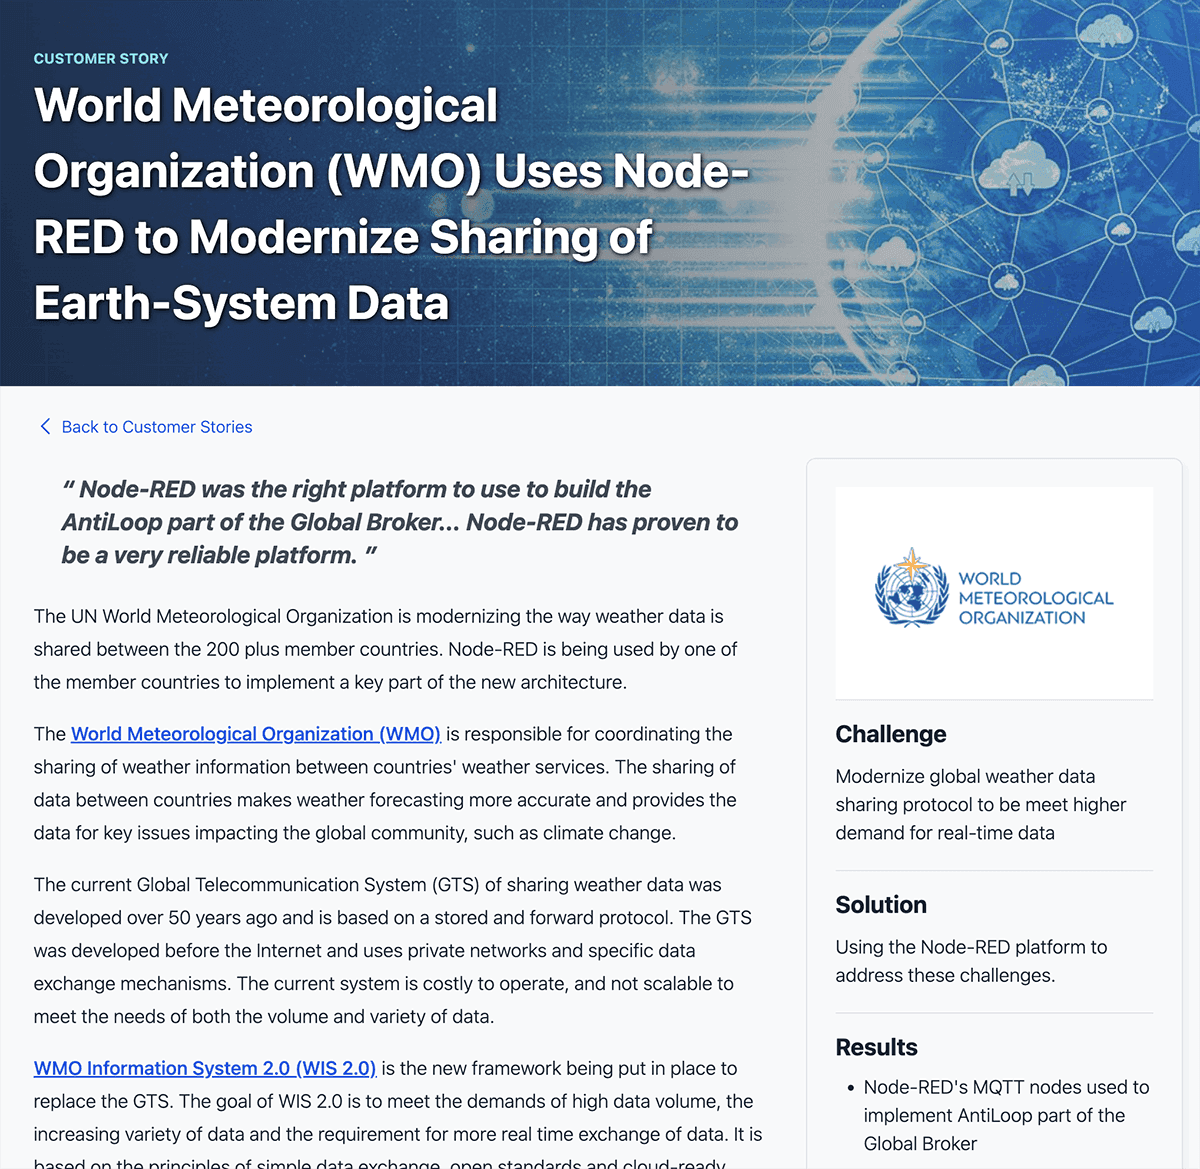 CUSTOMER STORY
World Meteorological
Organization (WMO) Uses Node-
RED to Modernize Sharing of
Earth-System Data
Back to Customer Stories
“ Node-RED was the right platform to use to build the
AntiLoop part of the Global Broker... Node-RED has proven to
be a very reliable platform. ”
The UN World Meteorological Organization is modernizing the way weather data is
shared between the 200 plus member countries. Node-RED is being used by one of
the member countries to implement a key part of the new architecture.
The World Meteorological Organization (WMO) is responsible for coordinating the
sharing of weather information between countries' weather services. The sharing of
data between countries makes weather forecasting more accurate and provides the
data for key issues impacting the global community, such as climate change.
The current Global Telecommunication System (GTS) of sharing weather data was
developed over 50 years ago and is based on a stored and forward protocol. The GTS
was developed before the Internet and uses private networks and specific data
exchange mechanisms. The current system is costly to operate, and not scalable to
meet the needs of both the volume and variety of data.
WMO Information System 2.0 (WIS 2.0) is the new framework being put in place to
replace the GTS. The goal of WIS 2.0 is to meet the demands of high data volume, the
increasing variety of data and the requirement for more real time exchange of data. It is
based on the principles of simple data exchange, open standards and cloud-ready
WORLD
METEOROLOGICAL
ORGANIZATION
Challenge
Modernize global weather data
sharing protocol to be meet higher
demand for real-time data
Solution
Using the Node-RED platform to
address these challenges.
Results
• Node-RED's MQTT nodes used to
implement AntiLoop part of the
Global Broker